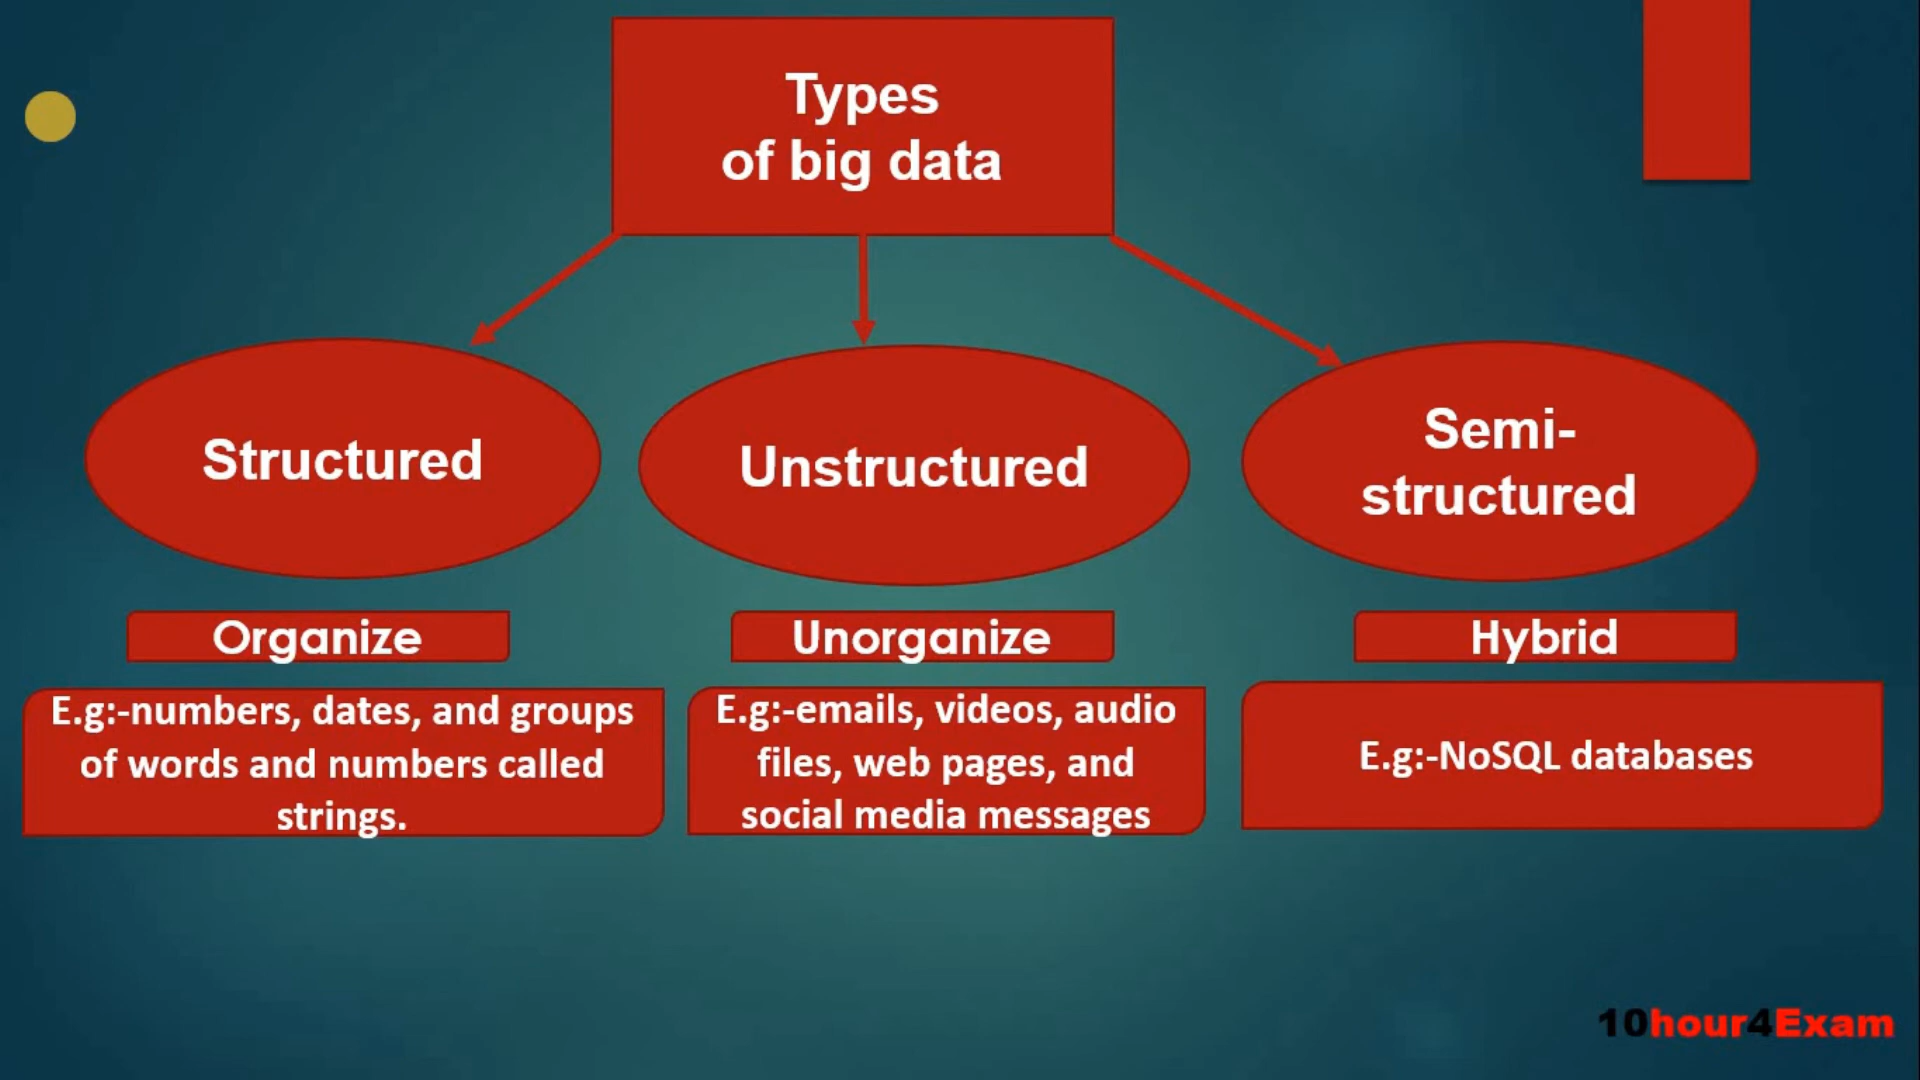 Types
of big data
Structured
Unstructured
Semi-
structured
Organize
Unorganize
Hybrid
E.g:-numbers, dates, and groups
of words and numbers called
strings.
E.g:-emails, videos, audio
files, web pages, and
social media messages
E.g:-NoSQL databases
10hour4Exam